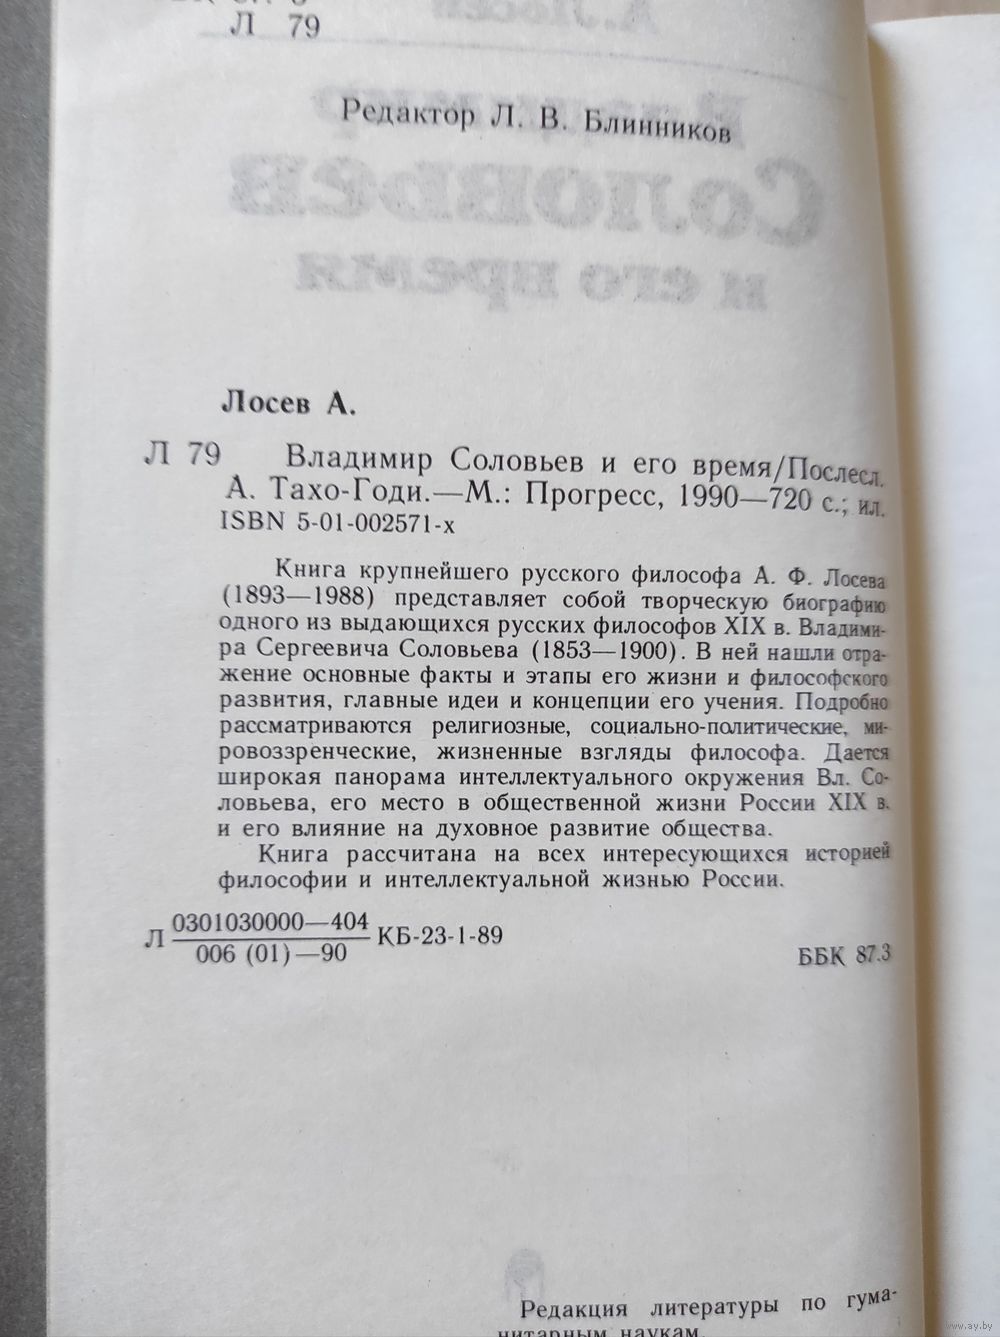 Л 79
Редактор Л. В. Блинников
Лосев А.
Л 79 Владимир Соловьев и его время/Послесл.
А. Тахо-Годи.—М.: Прогресс, 1990—720 с.; ил.
ISBN 5-01-002571-х
Книга крупнейшего русского философа А. Ф. Лосева
(1893—1988) представляет собой творческую биографию
одного из выдающихся русских философов XIX в. Владими-
ра Сергеевича Соловьева (1853—1900). В ней нашли отра-
жение основные факты и этапы его жизни и философского
развития, главные идеи и концепции его учения. Подробно
рассматриваются религиозные, социально-политические, ми-
ровоззренческие, жизненные взгляды философа. Дается
широкая панорама интеллектуального окружения Вл. Со-
ловьева, его место в общественной жизни России XIX в.
и его влияние на духовное развитие общества.
Книга рассчитана на всех интересующихся историей
философии и интеллектуальной жизнью России.
Л 0301030000—404 КБ-23-1-89
006 (01)—90
ББК 87.3
Редакция литературы по гума-
нитарным наукам.
www.ay.by